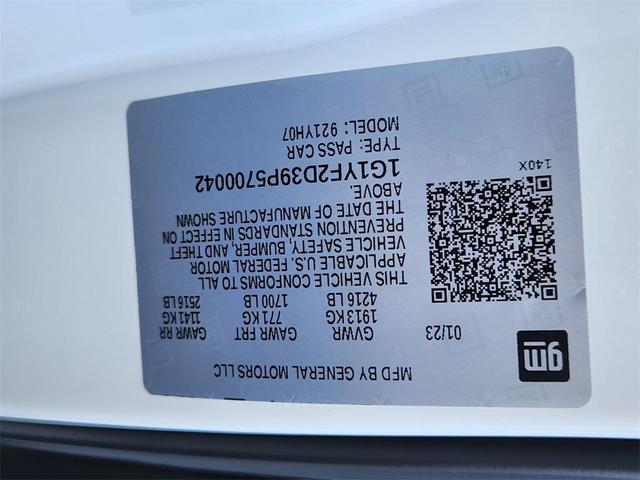 gm
MFD BY GENERAL MOTORS LLC
01/23 GVWR GAWR FRT GAWR RR
1913 KG 771 KG 1141 KG
4216 LB 1700 LB 2516 LB
THIS VEHICLE CONFORMS TO ALL
APPLICABLE U.S. FEDERAL MOTOR
VEHICLE SAFETY, BUMPER, AND THEFT
PREVENTION STANDARDS IN EFFECT ON
THE DATE OF MANUFACTURE SHOWN
ABOVE.
1G1YF2D39P5700042
TYPE: PASS CAR
MODEL: 921YH07
140X